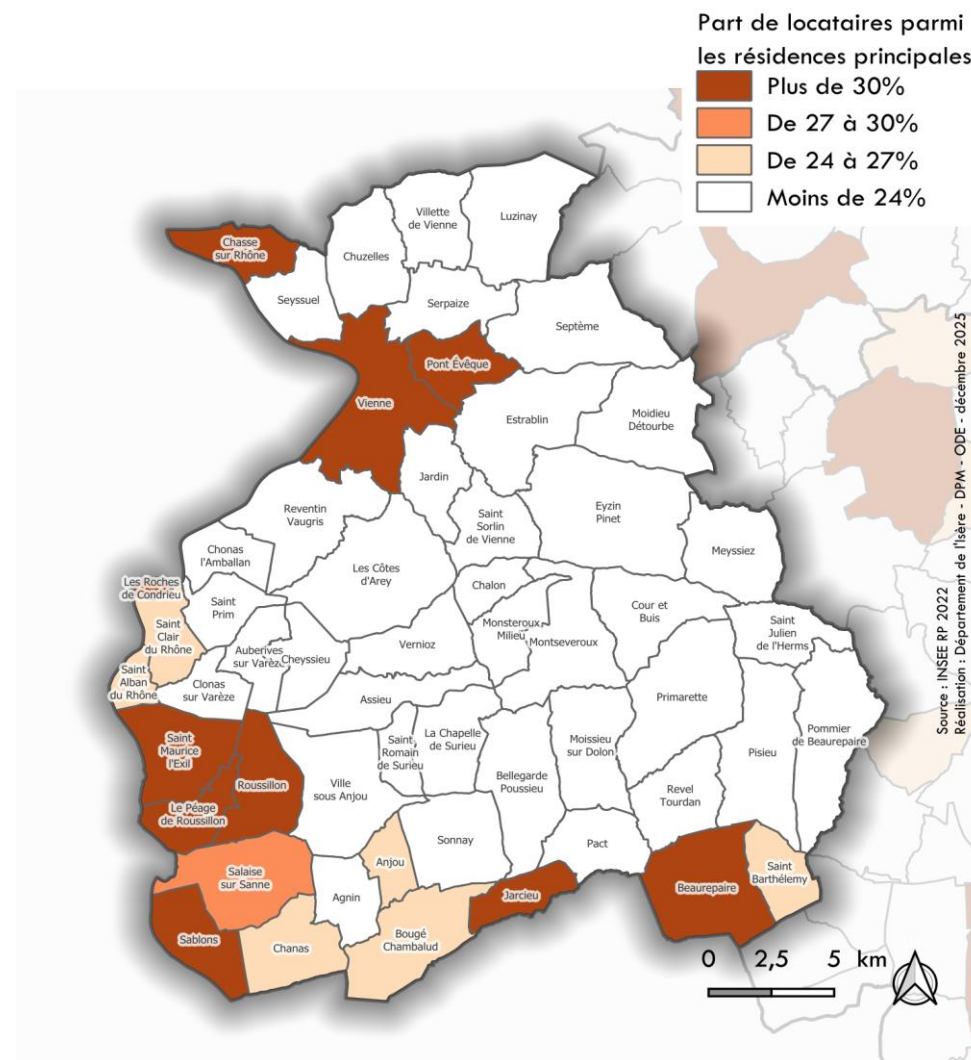 Part de locataires parmi
les résidences principales
Plus de 30%
De 27 à 30%
De 24 à 27%
Moins de 24%
Villette
de Vienne
Luzinay
Chasse
sur Rhône
Chuzelles
Seyssuel
Serpaize
Septème
Pont Évêque
Vienne
Estrablin
Moidieu
Détourbe
Jardin
Reventin
Vaugris
Saint
Sorlin
de Vienne
Eyzin
Pinet
Meyssiez
Chonas
l'Amballan
Les Côtes
d'Arey
Chalon
Les Roches
de Condrieu
Saint
Prim
Saint
Clair
du Rhône
Monsteroux
Milieu
Montseveroux
Cour et
Buis
Saint
Julien
de l'Herms
Auberives
sur Varèze
Cheyssieu
Vernioz
Saint
Alban
du Rhône
Clonas
sur Varèze
Assieu
Primarette
Saint
Maurice
l'Exil
Roussillon
Saint
Romain
de Surieu
La Chapelle
de Surieu
Moissieu
sur Dolon
Pisieu
Pommier
de Beaurepaire
Ville
sous Anjou
Bellegarde
Poussieu
Revel
Tourdan
Le Péage
de Roussillon
Sonnay
Pact
Salaise
sur Sanne
Anjou
Agnin
Jarcieu
Beaurepaire
Saint
Barthélemy
Sablons
Chanas
Bougé
Chambalud
0 2,5 5 km
Source : INSEE RP 2022
Réalisation : Département de l'Isère - DPM - ODE - décembre 2025